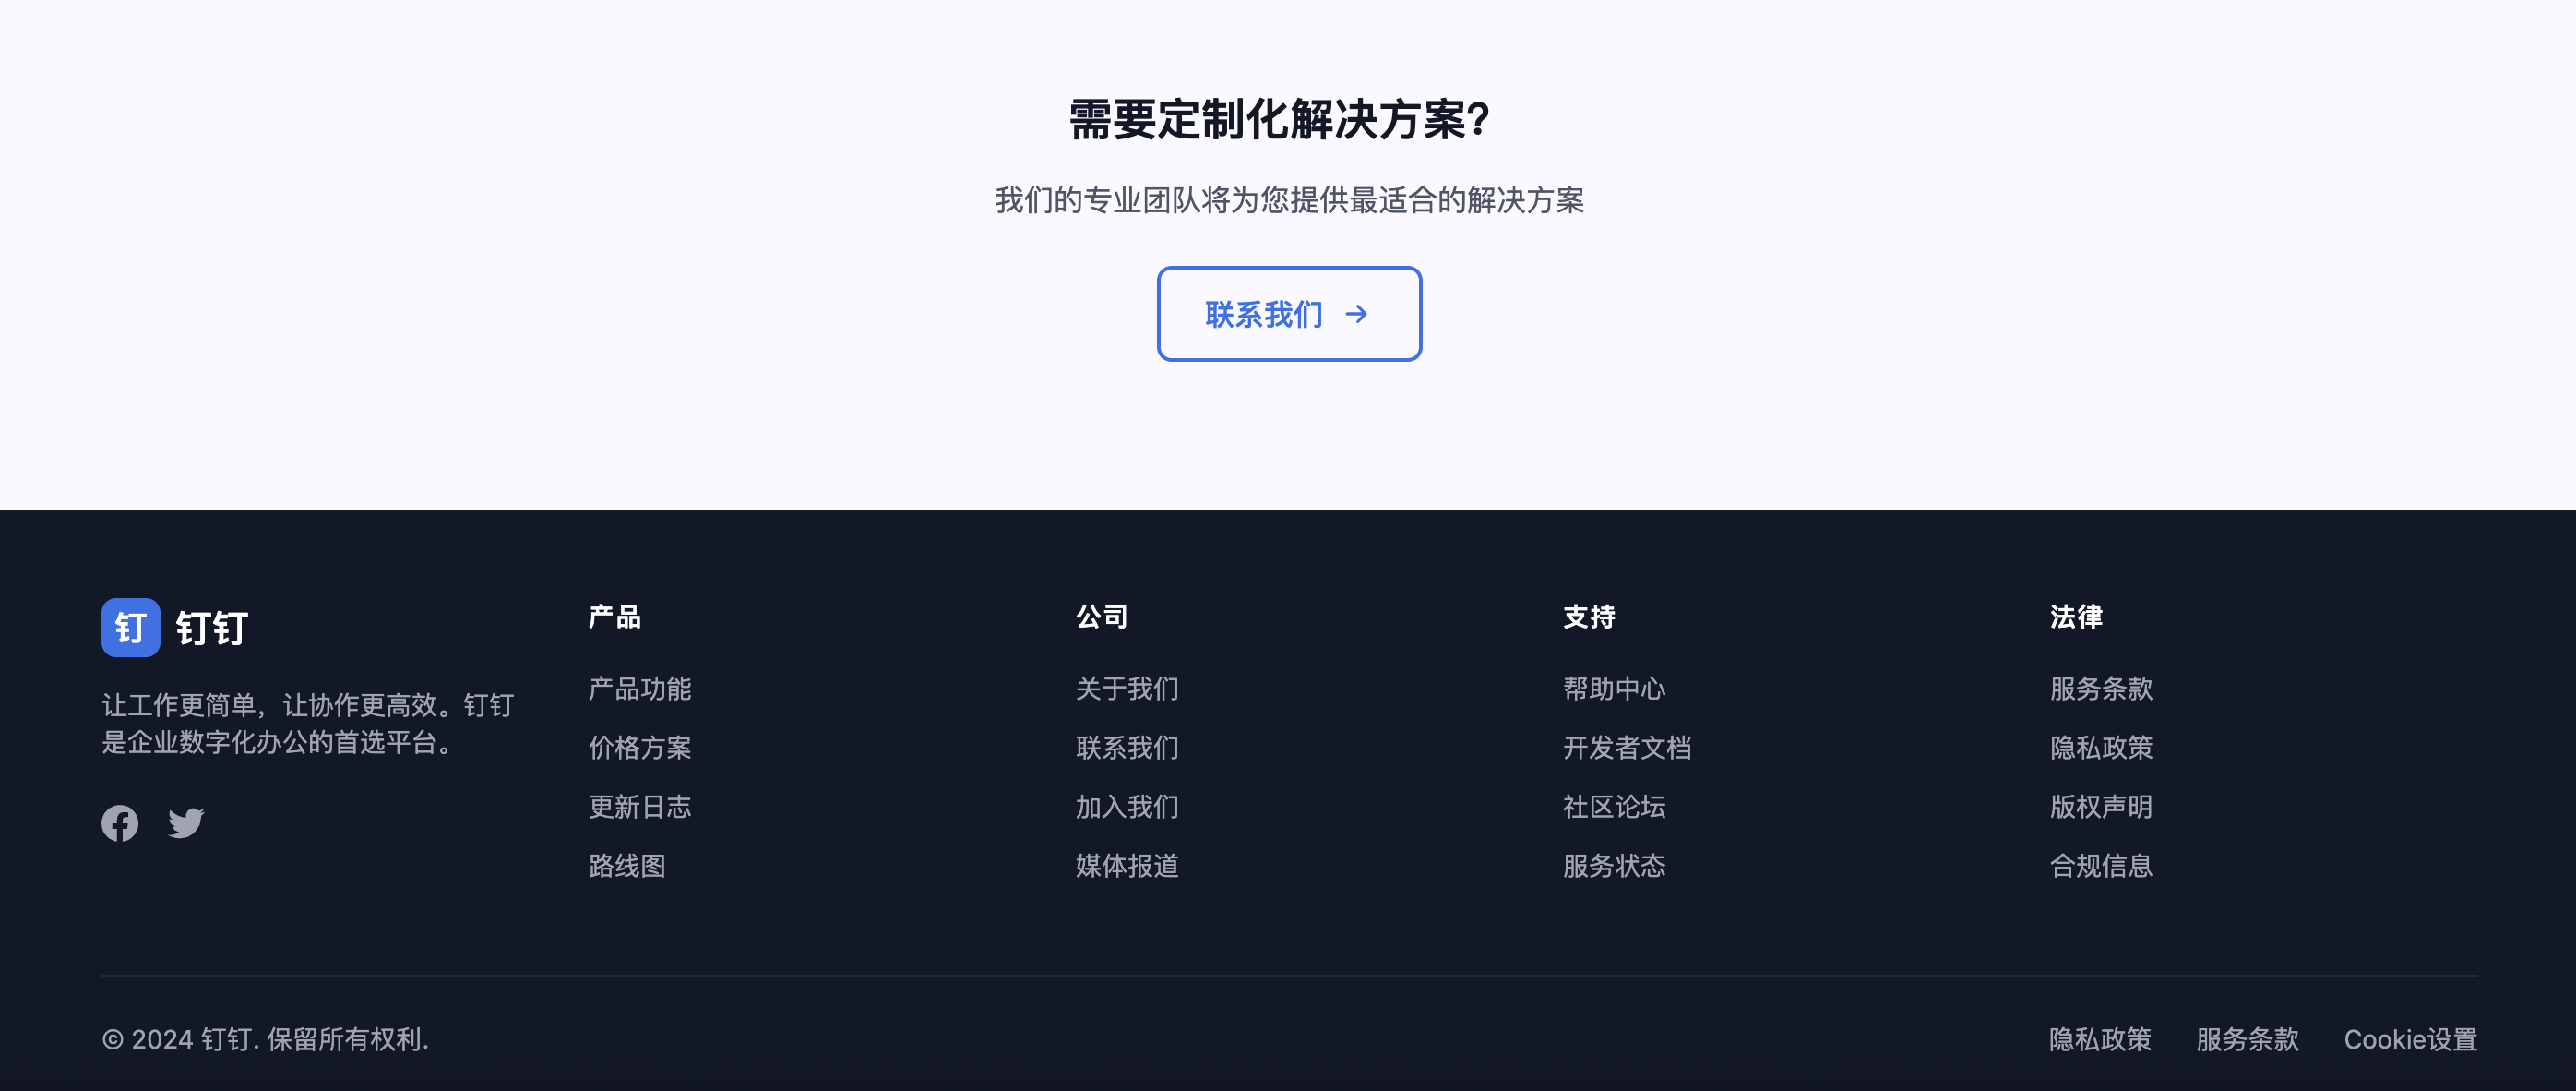 需要定制化解决方案?
我们的专业团队将为您提供最适合的解决方案
联系我们 →
钉 钉钉
让工作更简单，让协作更高效。钉钉
是企业数字化办公的首选平台。
产品
产品功能
价格方案
更新日志
路线图
公司
关于我们
联系我们
加入我们
媒体报道
支持
帮助中心
开发者文档
社区论坛
服务状态
法律
服务条款
隐私政策
版权声明
合规信息
© 2024 钉钉. 保留所有权利.
隐私政策 服务条款 Cookie设置